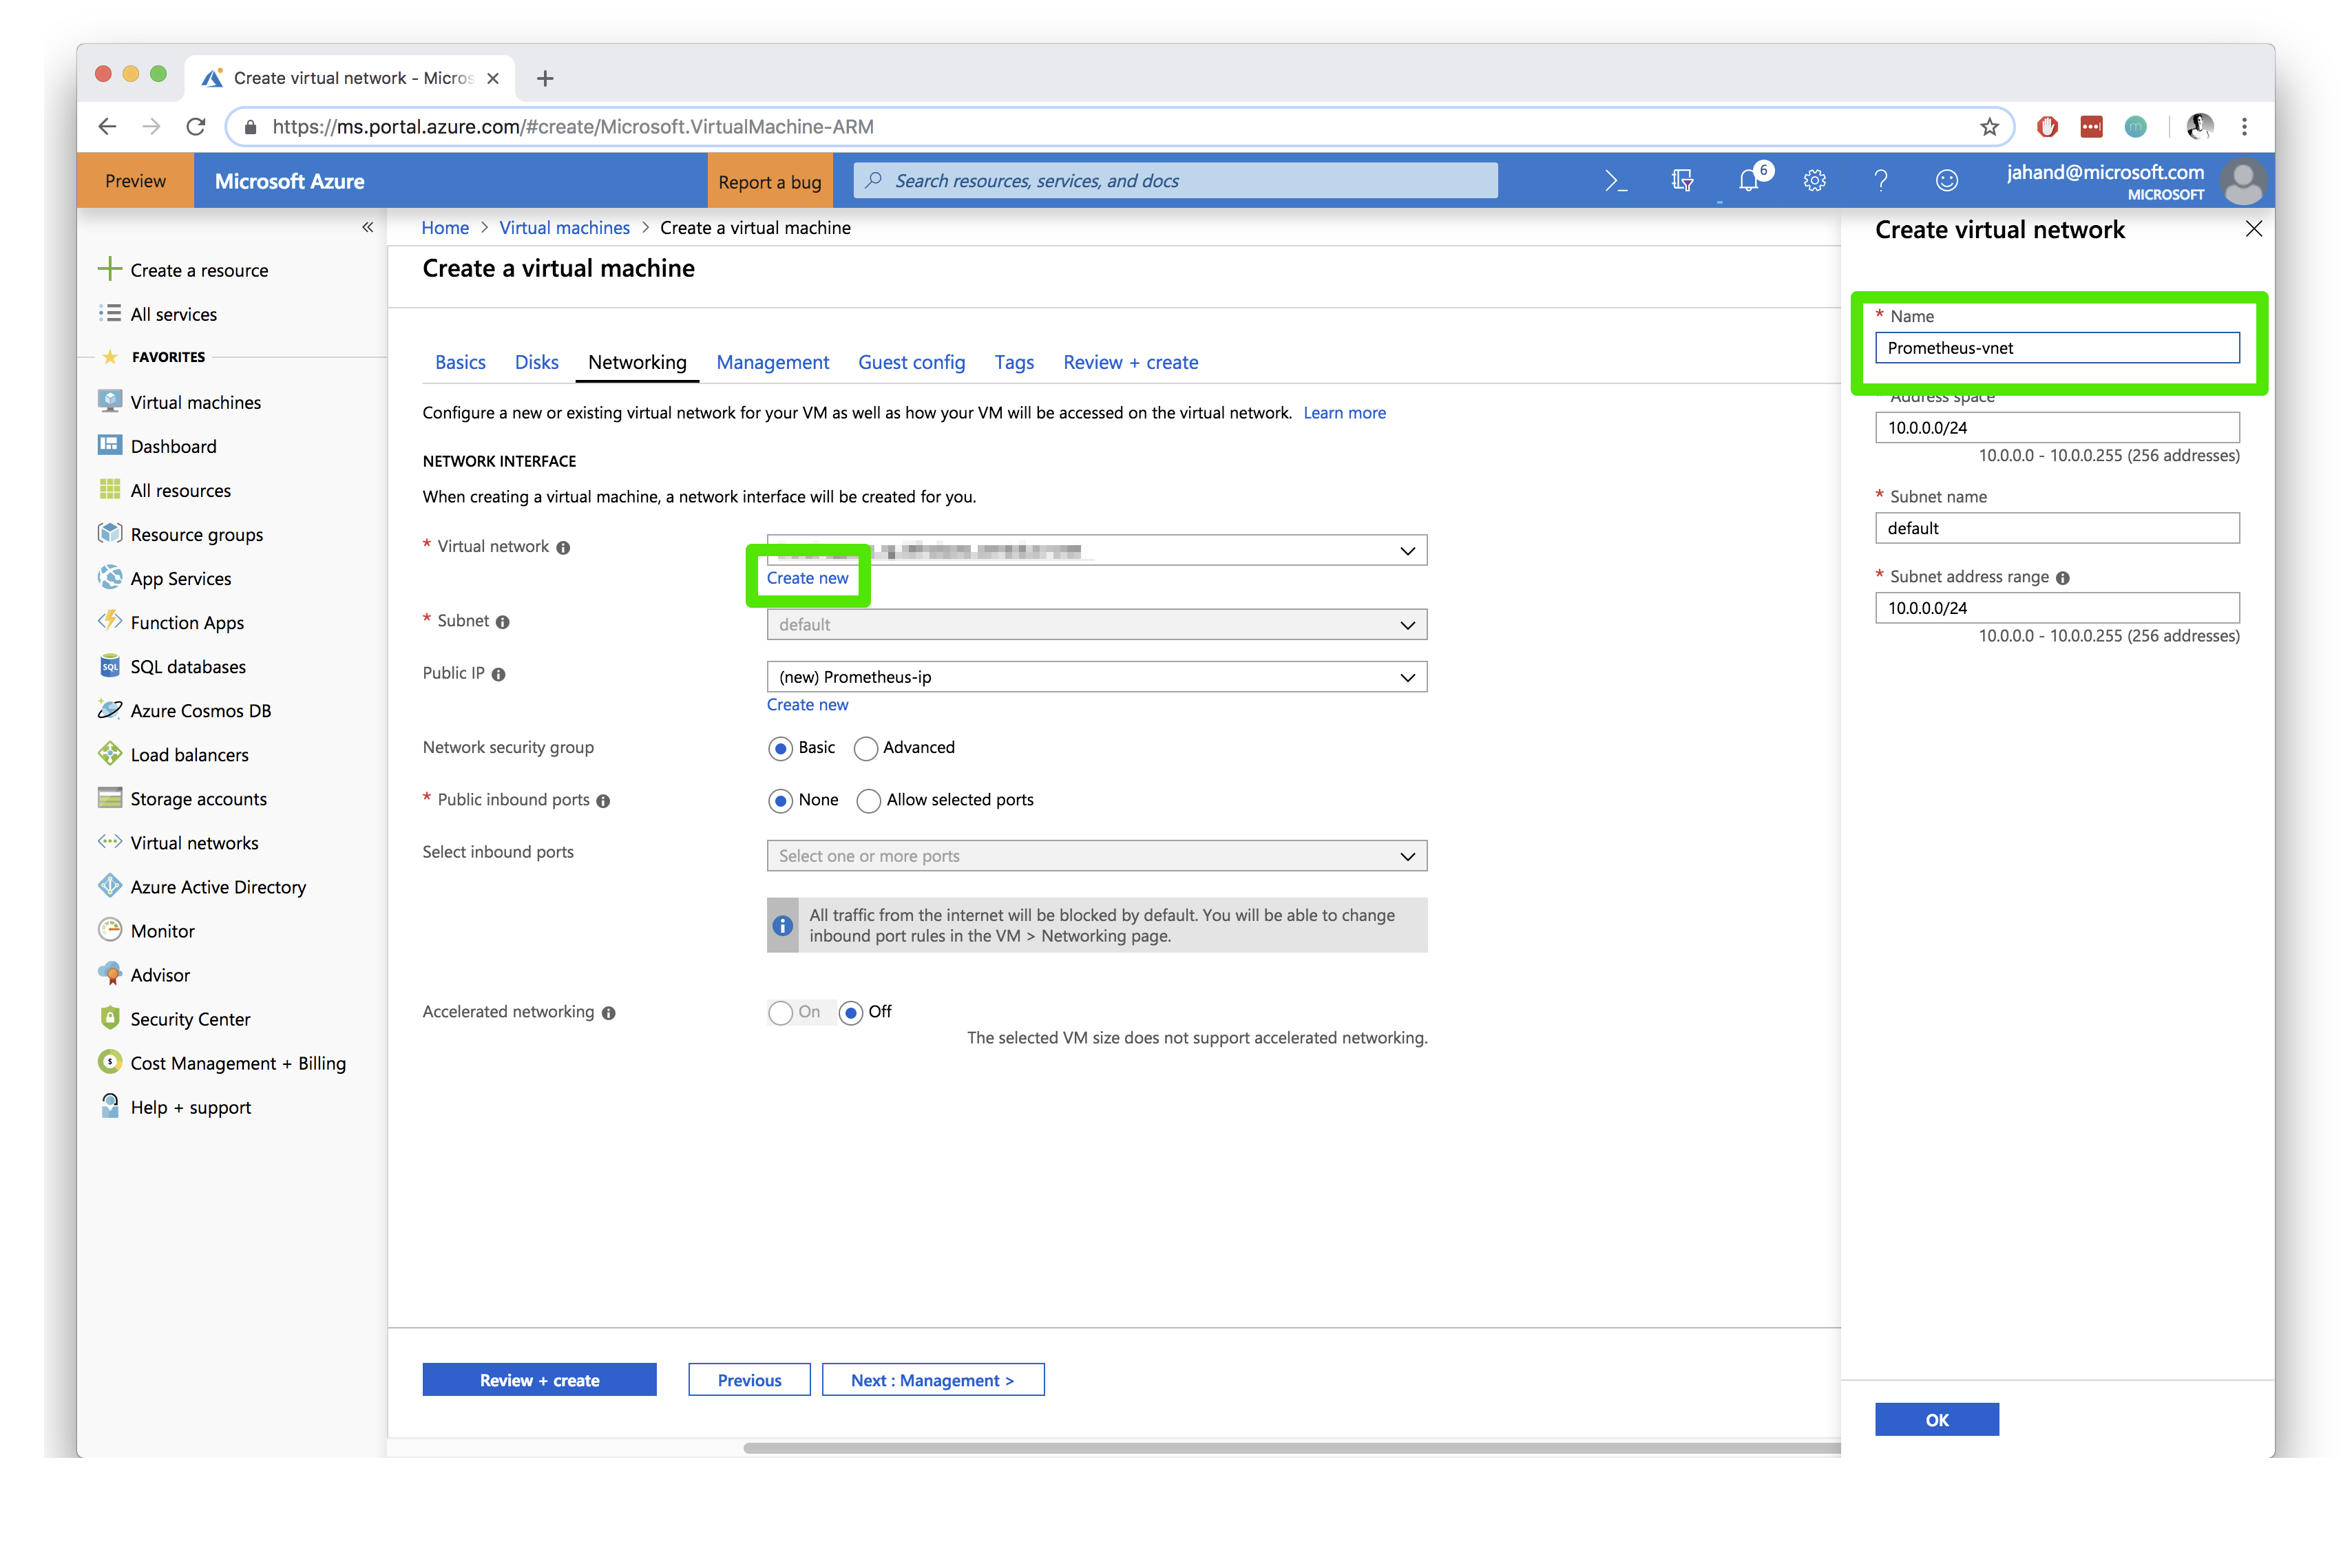 Create virtual network - Micros
https://ms.portal.azure.com/#create/Microsoft.VirtualMachine-ARM
Preview
Microsoft Azure
Report a bug
Search resources, services, and docs
6
jahand@microsoft.com
MICROSOFT
Create a resource
All services
FAVORITES
Virtual machines
Dashboard
All resources
Resource groups
App Services
Function Apps
SQL databases
Azure Cosmos DB
Load balancers
Storage accounts
Virtual networks
Azure Active Directory
Monitor
Advisor
Security Center
Cost Management + Billing
Help + support
Home > Virtual machines > Create a virtual machine
Create a virtual machine
Basics Disks Networking Management Guest config Tags Review + create
Configure a new or existing virtual network for your VM as well as how your VM will be accessed on the virtual network. Learn more
NETWORK INTERFACE
When creating a virtual machine, a network interface will be created for you.
* Virtual network
Create new
* Subnet
default
Public IP
(new) Prometheus-ip
Create new
Network security group
Basic Advanced
* Public inbound ports
None Allow selected ports
Select inbound ports
Select one or more ports
All traffic from the internet will be blocked by default. You will be able to change
inbound port rules in the VM > Networking page.
Accelerated networking
On Off
The selected VM size does not support accelerated networking.
Review + create
Previous
Next : Management >
Create virtual network
* Name
Prometheus-vnet
Address space
10.0.0.0/24
10.0.0.0 - 10.0.0.255 (256 addresses)
* Subnet name
default
* Subnet address range
10.0.0.0/24
10.0.0.0 - 10.0.0.255 (256 addresses)
OK